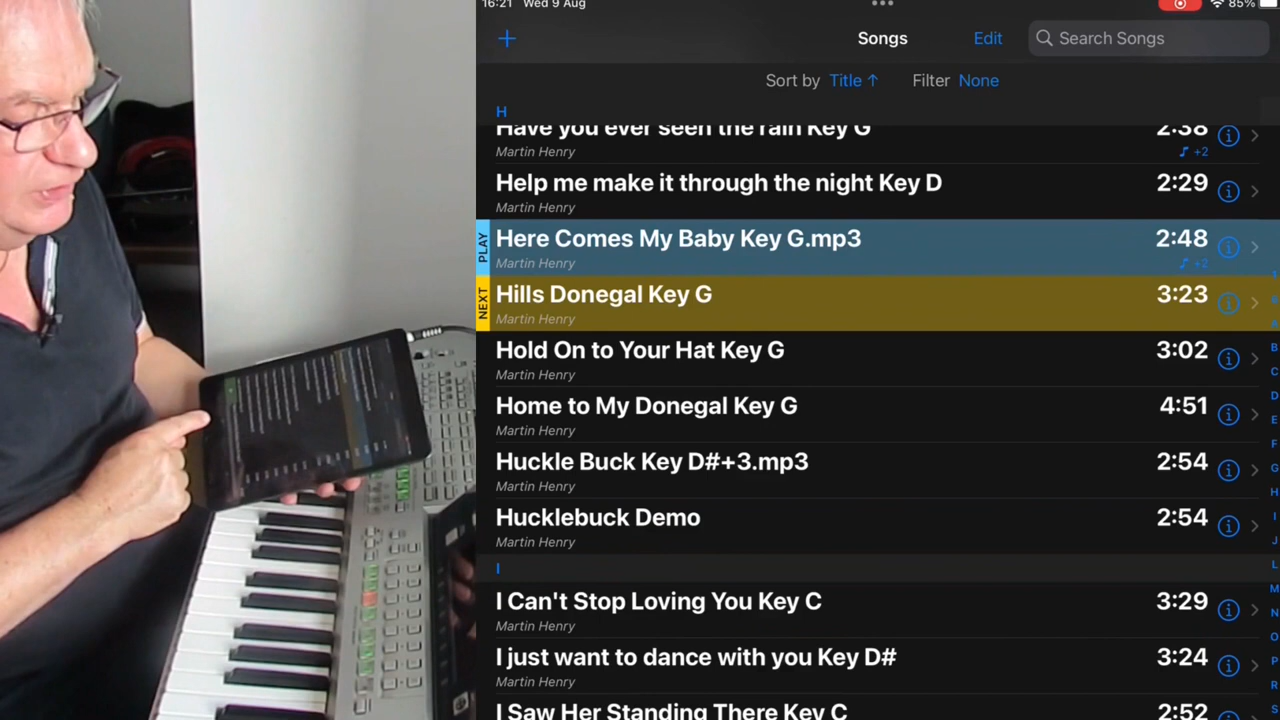 16:21 Wed 9 Aug
85%
Songs
Edit
Search Songs
Sort by Title ↑ Filter None
H
Have you ever seen the rain Key G 2:38
Martin Henry +2
Help me make it through the night Key D 2:29
Martin Henry
PLAY
Here Comes My Baby Key G.mp3 2:48
Martin Henry +2
NEXT
Hills Donegal Key G 3:23
Martin Henry
Hold On to Your Hat Key G 3:02
Martin Henry
Home to My Donegal Key G 4:51
Martin Henry
Huckle Buck Key D#+3.mp3 2:54
Martin Henry
Hucklebuck Demo 2:54
Martin Henry
I
I Can't Stop Loving You Key C 3:29
Martin Henry
I just want to dance with you Key D# 3:24
Martin Henry
I Saw Her Standing There Key C 2:52
B
C
D
E
F
G
H
I
J
L
M
N
O
P
R
S